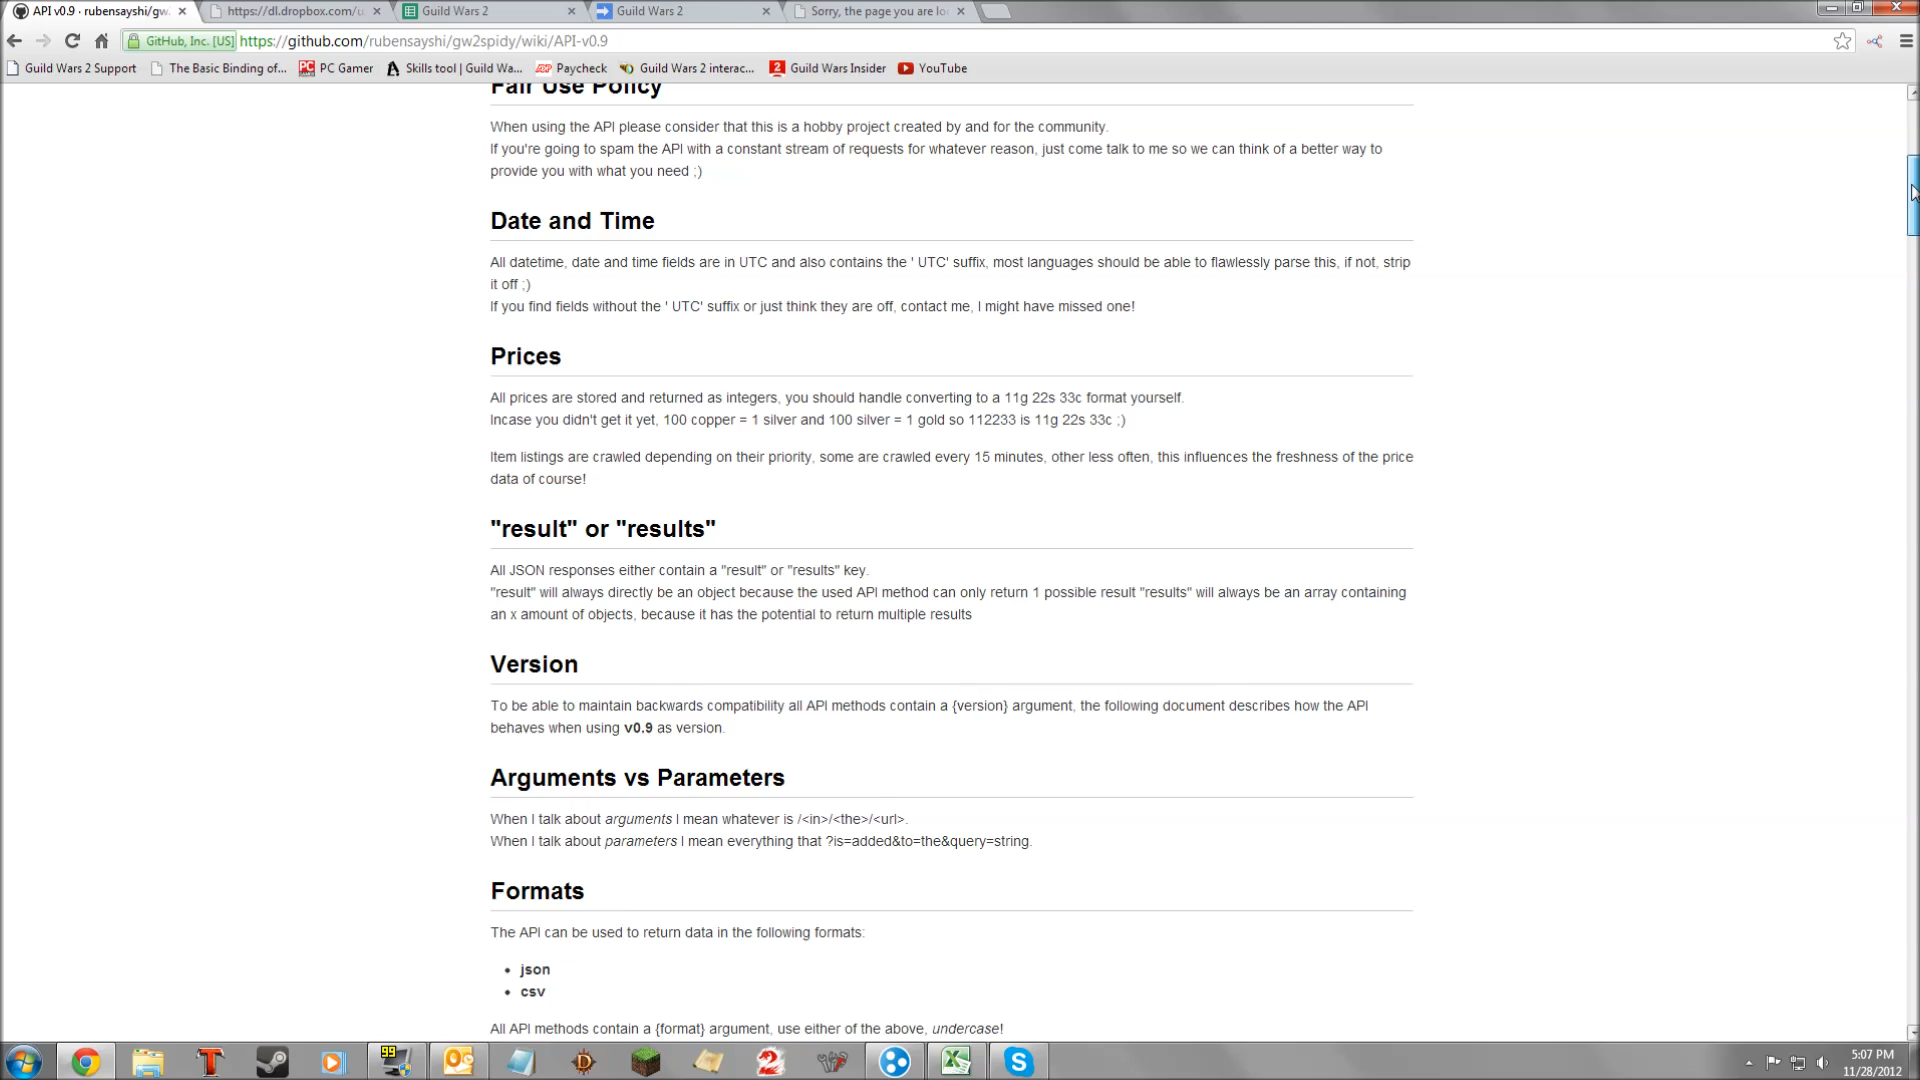 API v0.9 · rubensayshi/gw.
https://dl.dropbox.com/u
Guild Wars 2
Guild Wars 2
Sorry, the page you are lo
GitHub, Inc. [US]
https://github.com/rubensayshi/gw2spidy/wiki/API-v0.9
Guild Wars 2 Support
The Basic Binding of...
PC Gamer
Skills tool | Guild Wa...
Paycheck
Guild Wars 2 interac...
Guild Wars Insider
YouTube
Fair Use Policy
When using the API please consider that this is a hobby project created by and for the community.
If you're going to spam the API with a constant stream of requests for whatever reason, just come talk to me so we can think of a better way to
provide you with what you need ;)
Date and Time
All datetime, date and time fields are in UTC and also contains the ' UTC' suffix, most languages should be able to flawlessly parse this, if not, strip
it off ;)
If you find fields without the ' UTC' suffix or just think they are off, contact me, I might have missed one!
Prices
All prices are stored and returned as integers, you should handle converting to a 11g 22s 33c format yourself.
Incase you didn't get it yet, 100 copper = 1 silver and 100 silver = 1 gold so 112233 is 11g 22s 33c ;)
Item listings are crawled depending on their priority, some are crawled every 15 minutes, other less often, this influences the freshness of the price
data of course!
"result" or "results"
All JSON responses either contain a "result" or "results" key.
"result" will always directly be an object because the used API method can only return 1 possible result "results" will always be an array containing
an x amount of objects, because it has the potential to return multiple results
Version
To be able to maintain backwards compatibility all API methods contain a {version} argument, the following document describes how the API
behaves when using v0.9 as version.
Arguments vs Parameters
When I talk about arguments I mean whatever is /<in>/<the>/<url>.
When I talk about parameters I mean everything that ?is=added&to=the&query=string.
Formats
The API can be used to return data in the following formats:
• json
• csv
All API methods contain a {format} argument, use either of the above, undercase!
99
5:07 PM
11/28/2012